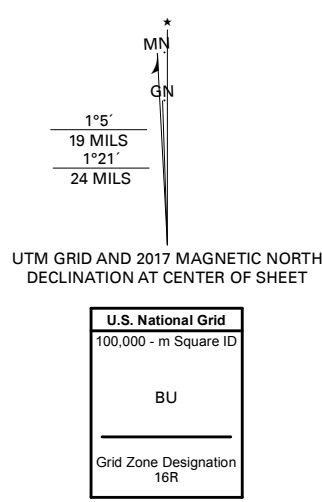 MN
GN
1°5´
19 MILS
1°21´
24 MILS
UTM GRID AND 2017 MAGNETIC NORTH
DECLINATION AT CENTER OF SHEET
U.S. National Grid
100,000 - m Square ID
BU
Grid Zone Designation
16R